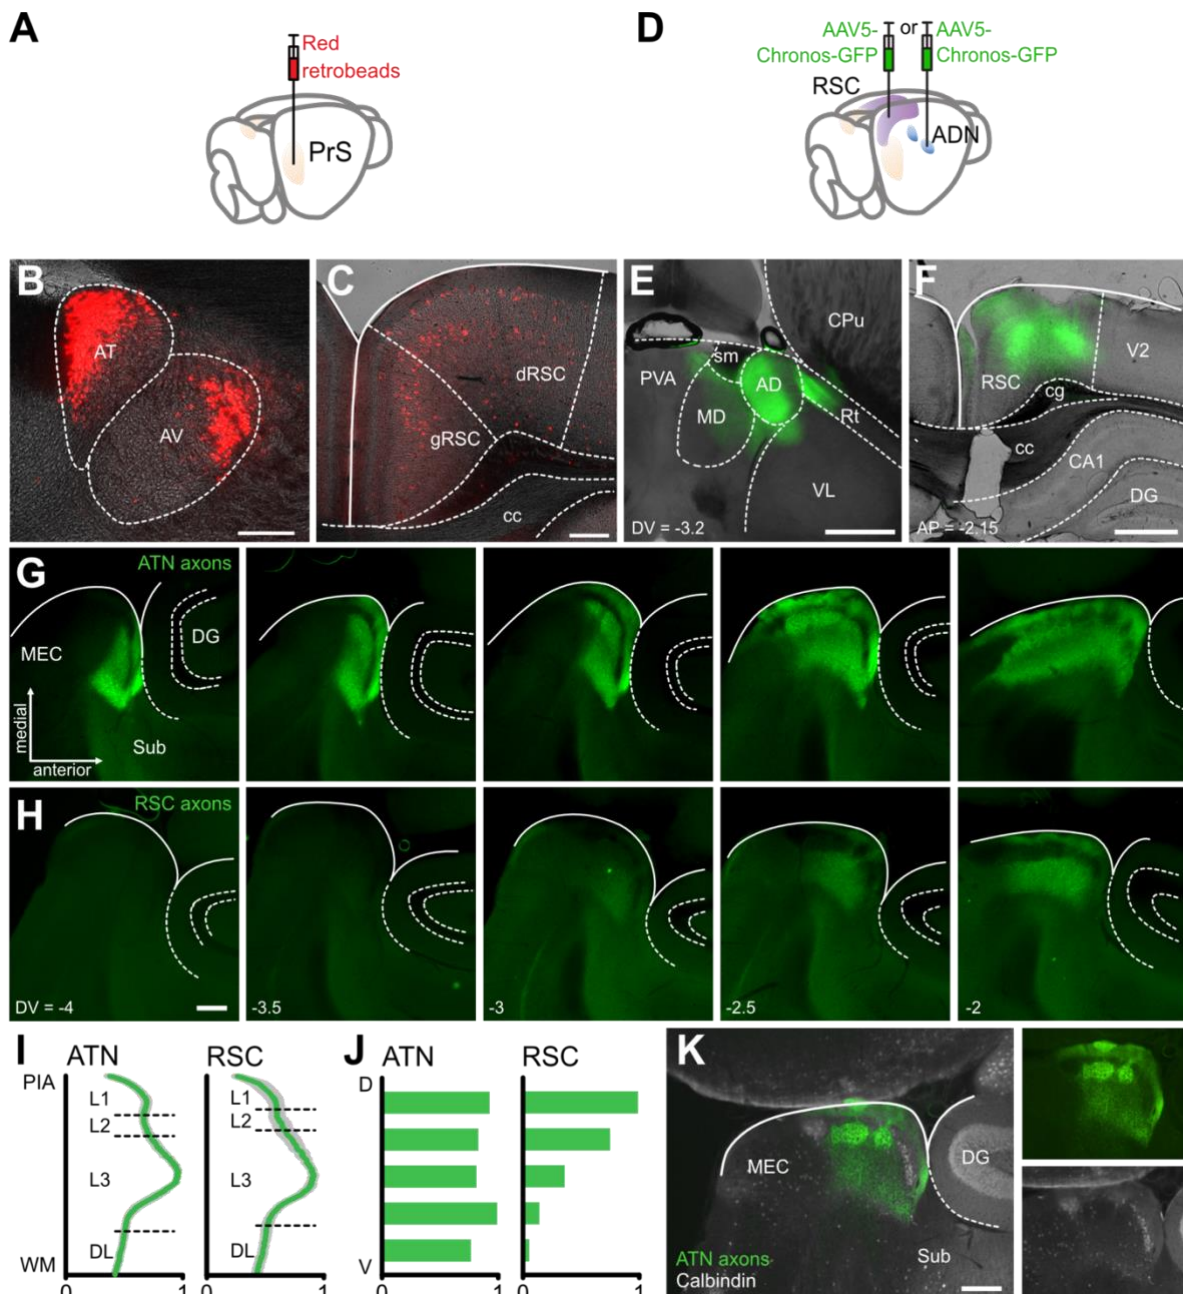 A
Red
retrobeads
PrS
D
AAV5-
Chronos-GFP
or
AAV5-
Chronos-GFP
RSC
ADN
B
AT
AV
C
dRSC
gRSC
cc
E
CPu
sm
PVA
AD
MD
Rt
VL
DV = -3.2
F
V2
RSC
cg
cc
CA1
DG
AP = -2.15
G
ATN axons
MEC
DG
medial
Sub
anterior
H
RSC axons
DV = -4
-3.5
-3
-2.5
-2
I
ATN
RSC
PIA
L1
L2
L3
DL
WM
0
1
L1
L2
L3
DL
0
1
J
ATN
RSC
D
V
0
1
0
1
K
MEC
DG
ATN axons
Calbindin
Sub